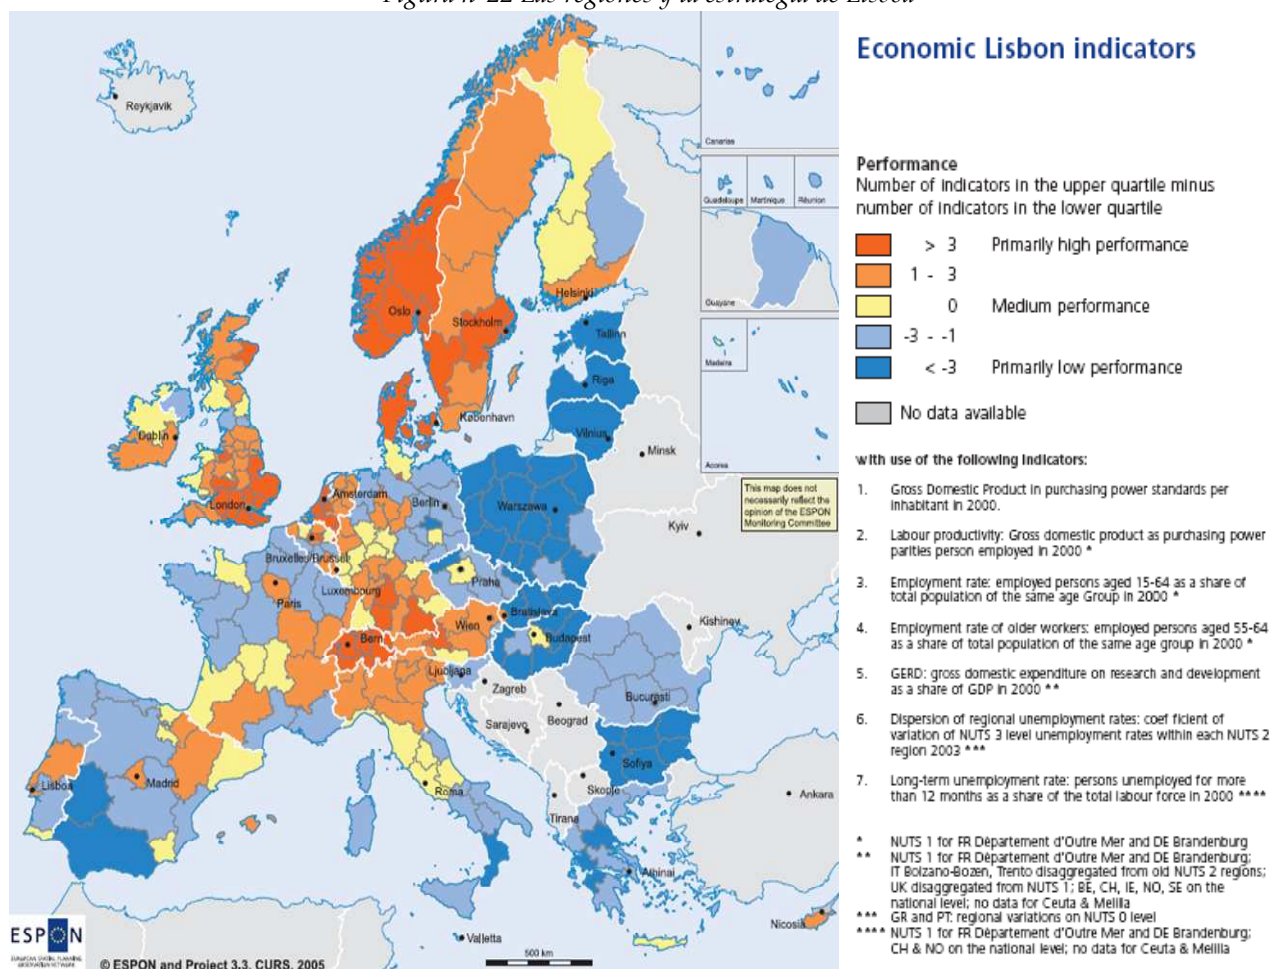 Figura nº 22 Las regiones y la estrategia de Lisboa
Economic Lisbon indicators
Performance
Number of indicators in the upper quartile minus
number of indicators in the lower quartile
> 3 Primarily high performance
1 - 3
0 Medium performance
-3 - -1
< -3 Primarily low performance
No data available
with use of the following indicators:
1. Gross Domestic Product in purchasing power standards per
inhabitant in 2000.
2. Labour productivity: Gross domestic product as purchasing power
parities person employed in 2000 *
3. Employment rate: employed persons aged 15-64 as a share of
total population of the same age Group in 2000 *
4. Employment rate of older workers: employed persons aged 55-64
as a share of total population of the same age group in 2000 *
5. GERD: gross domestic expenditure on research and development
as a share of GDP in 2000 **
6. Dispersion of regional unemployment rates: coef ficient of
variation of NUTS 3 level unemployment rates within each NUTS 2
region 2003 ***
7. Long-term unemployment rate: persons unemployed for more
than 12 months as a share of the total labour force in 2000 ****
* NUTS 1 for FR Département d'Outre Mer and DE Brandenburg
** NUTS 1 for FR Département d'Outre Mer and DE Brandenburg;
IT Bolzano-Bozen, Trento disaggregated from old NUTS 2 regions;
UK disaggregated from NUTS 1; BE, CH, IE, NO, SE on the
national level; no data for Ceuta & Melilla
*** GR and PT: regional variations on NUTS 0 level
**** NUTS 1 for FR Département d'Outre Mer and DE Brandenburg;
CH & NO on the national level; no data for Ceuta & Melilla
Reykjavik
Canarias
Guadeloupe
Martinique
Réunion
Guayane
Madeira
Acores
This map does not
necessarily reflect the
opinion of the ESPON
Monitoring Committee
Helsinki
Oslo
Stockholm
Tallinn
Riga
København
Vilnius
Dublin
Minsk
Amsterdam
Berlin
London
Warszawa
Kyiv
Bruxelles/Brussel
Praha
Luxembourg
Paris
Bratislava
Kishinev
Wien
Budapest
Bern
Ljubljana
Zagreb
Bucuresti
Beograd
Sarajevo
Sofiya
Madrid
Lisboa
Roma
Skopje
Ankara
Tirana
Athinai
Nicosia
Valletta
500 km
ESPON
© ESPON and Project 3.3, CURS, 2005